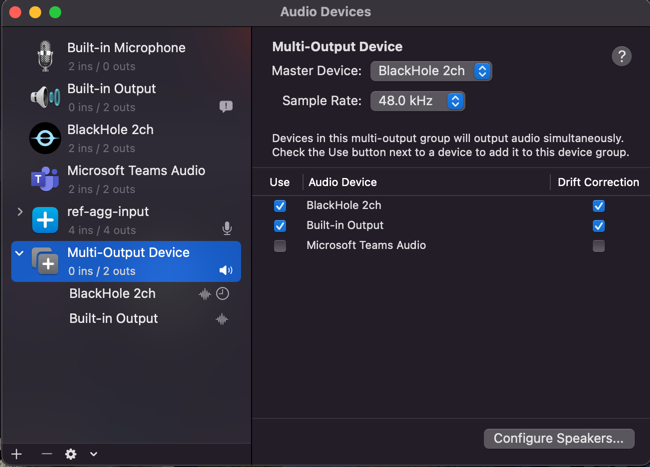 Audio Devices
Built-in Microphone
2 ins / 0 outs
Built-in Output
0 ins / 2 outs
BlackHole 2ch
2 ins / 2 outs
Microsoft Teams Audio
2 ins / 2 outs
ref-agg-input
4 ins / 4 outs
Multi-Output Device
0 ins / 2 outs
BlackHole 2ch
Built-in Output
Multi-Output Device
?
Master Device: BlackHole 2ch
Sample Rate: 48.0 kHz
Devices in this multi-output group will output audio simultaneously.
Check the Use button next to a device to add it to this device group.
Use Audio Device Drift Correction
BlackHole 2ch
Built-in Output
Microsoft Teams Audio
Configure Speakers...